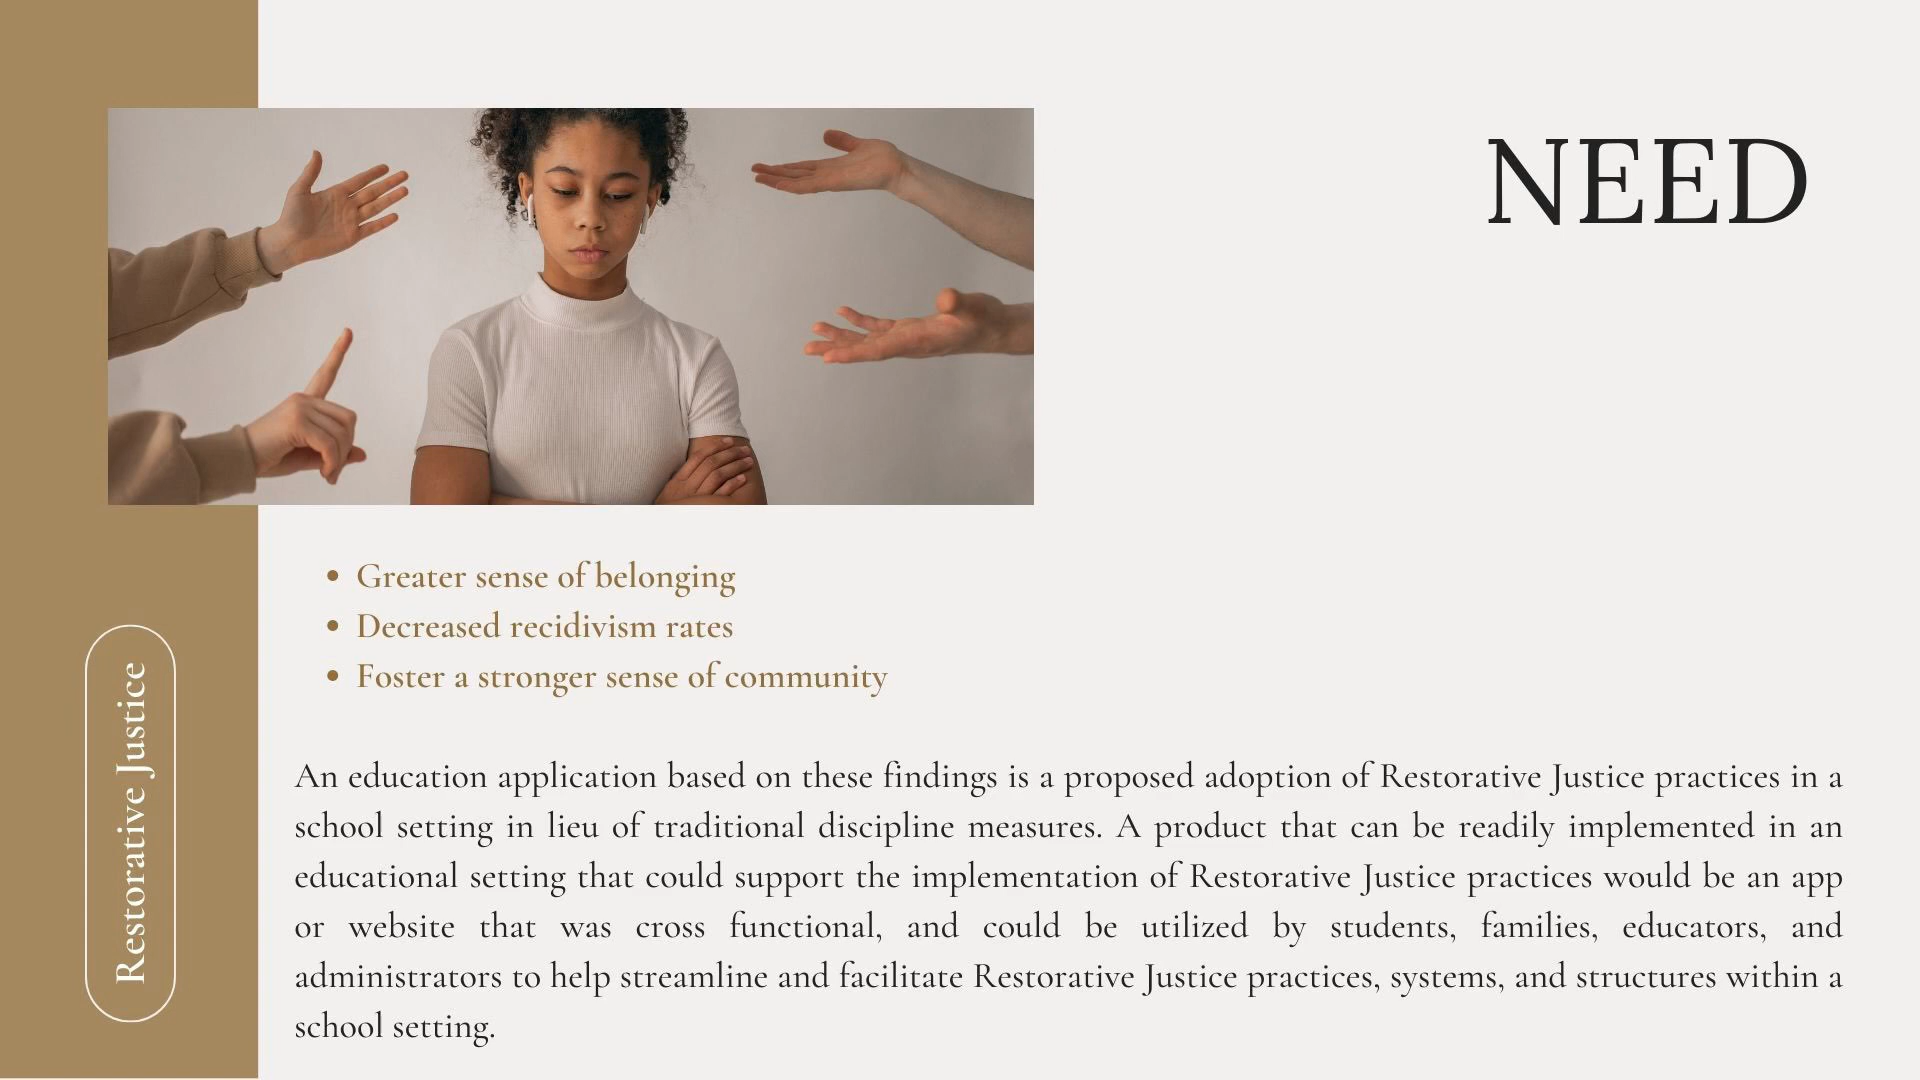 NEED
Greater sense of belonging
Decreased recidivism rates
Foster a stronger sense of community
Restorative Justice
An education application based on these findings is a proposed adoption of Restorative Justice practices in a
school setting in lieu of traditional discipline measures. A product that can be readily implemented in an
educational setting that could support the implementation of Restorative Justice practices would be an app
or website that was cross functional, and could be utilized by students, families, educators, and
administrators to help streamline and facilitate Restorative Justice practices, systems, and structures within a
school setting.